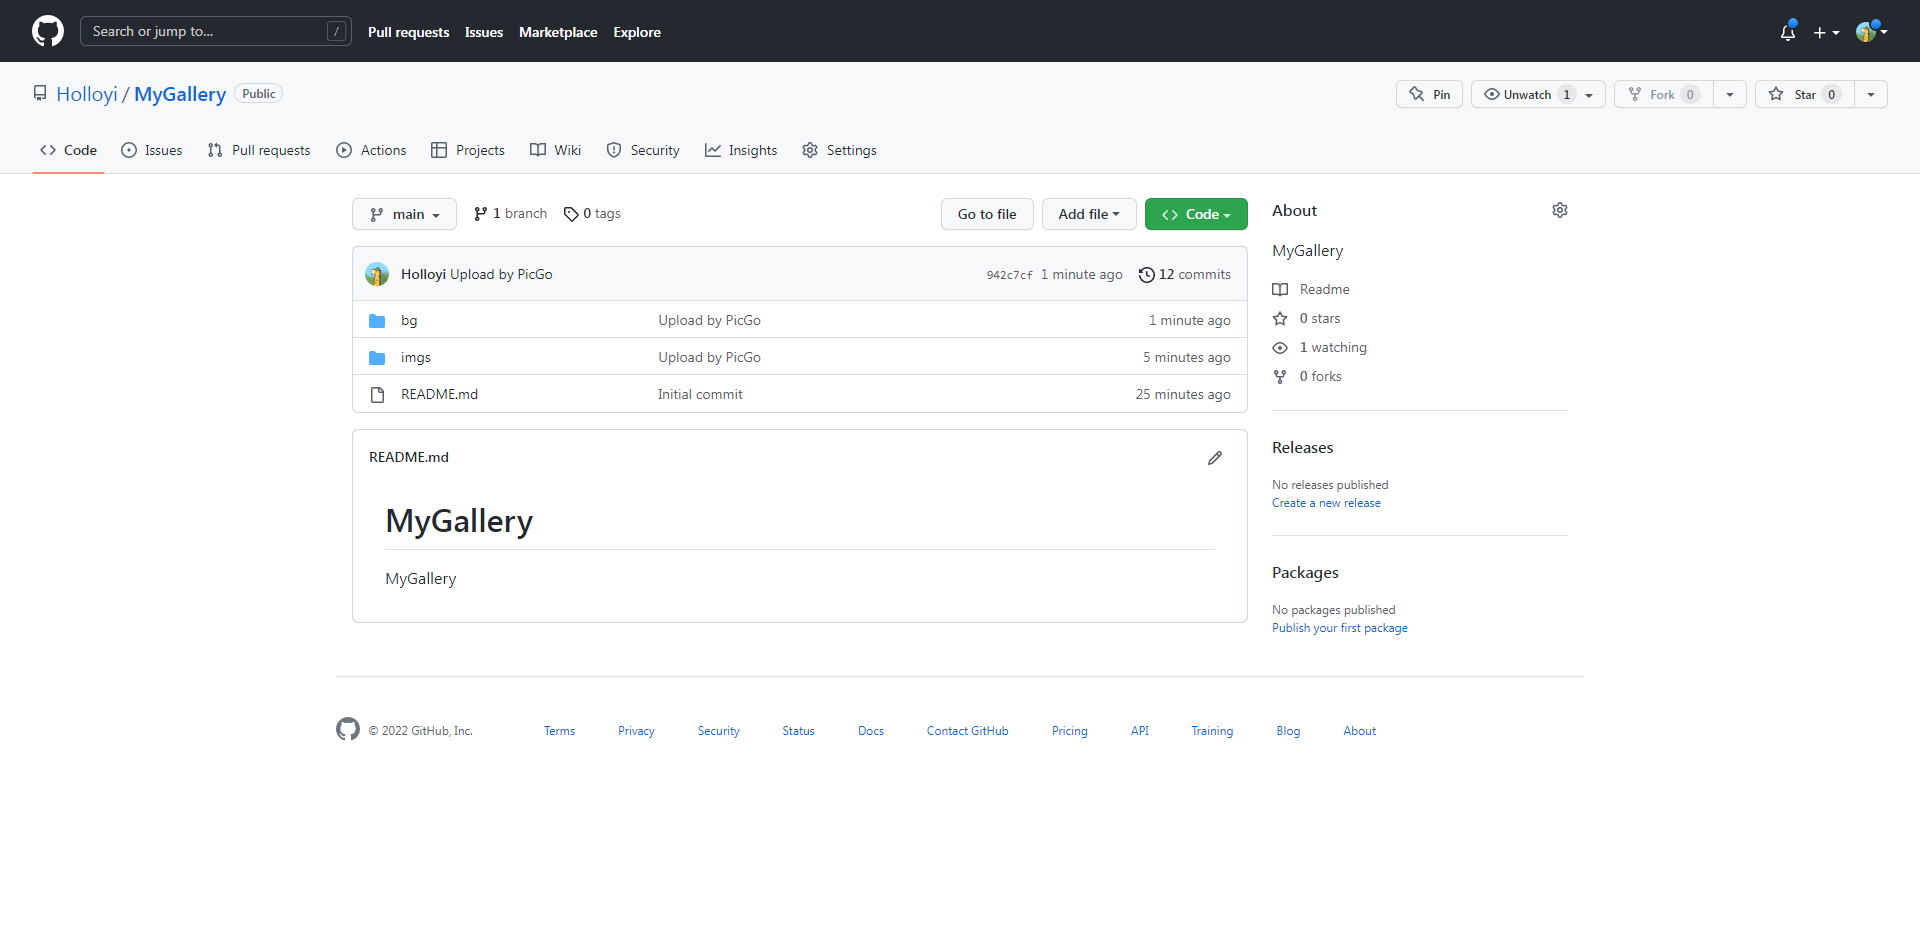 Search or jump to... /
Pull requests Issues Marketplace Explore
Holloyi / MyGallery Public
Pin Unwatch 1 Fork 0 Star 0
Code Issues Pull requests Actions Projects Wiki Security Insights Settings
main 1 branch 0 tags Go to file Add file Code
Holloyi Upload by PicGo 942c7cf 1 minute ago 12 commits
bg Upload by PicGo 1 minute ago
imgs Upload by PicGo 5 minutes ago
README.md Initial commit 25 minutes ago
README.md
MyGallery
MyGallery
About
MyGallery
Readme
0 stars
1 watching
0 forks
Releases
No releases published
Create a new release
Packages
No packages published
Publish your first package
© 2022 GitHub, Inc. Terms Privacy Security Status Docs Contact GitHub Pricing API Training Blog About